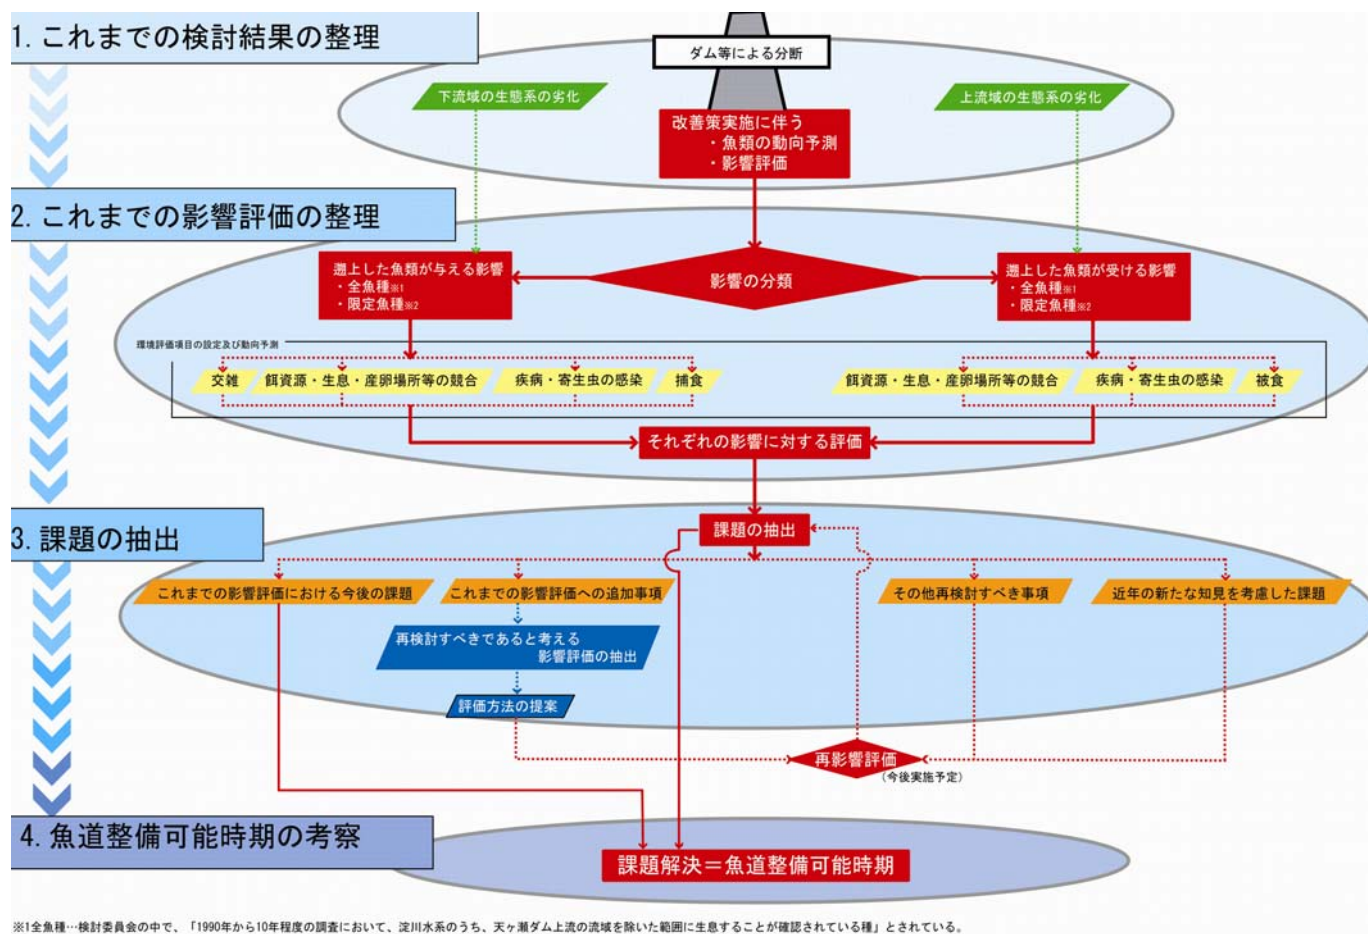 1. これまでの検討結果の整理
ダム等による分断
下流域の生態系の劣化
上流域の生態系の劣化
改善策実施に伴う
・魚類の動向予測
・影響評価
2. これまでの影響評価の整理
遡上した魚類が与える影響
・全魚種※1
・限定魚種※2
影響の分類
遡上した魚類が受ける影響
・全魚種※1
・限定魚種※2
環境評価項目の設定及び動向予測
交雑
餌資源・生息・産卵場所等の競合
疾病・寄生虫の感染
捕食
餌資源・生息・産卵場所等の競合
疾病・寄生虫の感染
被食
それぞれの影響に対する評価
3. 課題の抽出
課題の抽出
これまでの影響評価における今後の課題
これまでの影響評価への追加事項
その他再検討すべき事項
近年の新たな知見を考慮した課題
再検討すべきであると考える
影響評価の抽出
評価方法の提案
再影響評価
(今後実施予定)
4. 魚道整備可能時期の考察
課題解決＝魚道整備可能時期
※1全魚種…検討委員会の中で、「1990年から10年程度の調査において、淀川水系のうち、天ヶ瀬ダム上流の流域を除いた範囲に生息することが確認されている種」とされている。